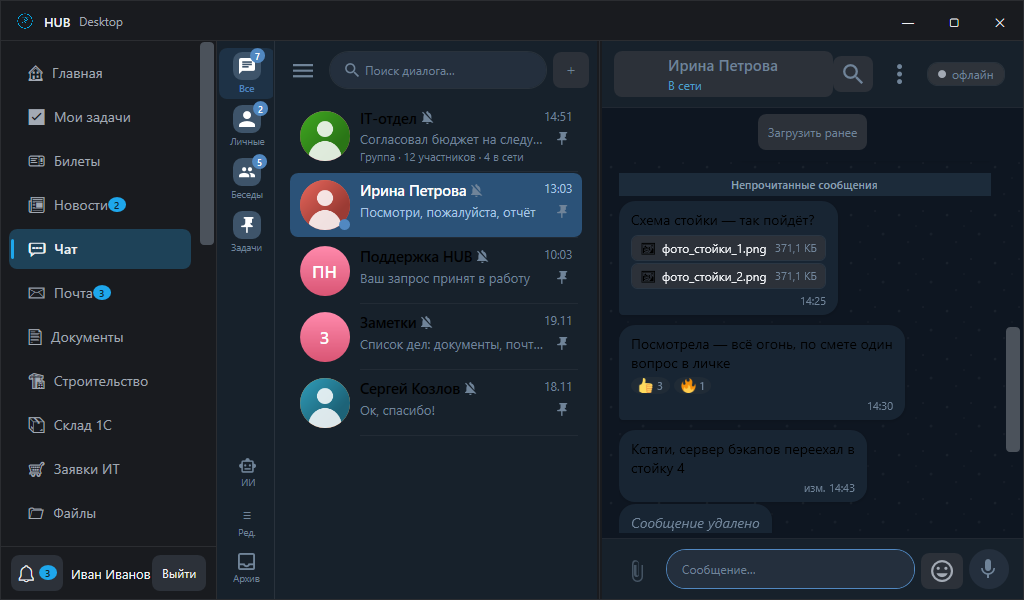 HUB Desktop
Главная
Мои задачи
Билеты
Новости 2
Чат
Почта 3
Документы
Строительство
Склад 1С
Заявки ИТ
Файлы
3 Иван Иванов Выйти
7
Все
2
Личные
5
Беседы
Задачи
ИИ
Ред.
Архив
Поиск диалога...
+
IT-отдел 14:51
Согласовал бюджет на следу...
Группа · 12 участников · 4 в сети
Ирина Петрова 13:03
Посмотри, пожалуйста, отчёт
ПН
Поддержка HUB 10:03
Ваш запрос принят в работу
З
Заметки 19.11
Список дел: документы, почт...
Сергей Козлов 18.11
Ок, спасибо!
Ирина Петрова
В сети
офлайн
Загрузить ранее
Непрочитанные сообщения
Схема стойки — так пойдёт?
фото_стойки_1.png 371,1 КБ
фото_стойки_2.png 371,1 КБ
14:25
Посмотрела — всё огонь, по смете один
вопрос в личке
3 1
14:30
Кстати, сервер бэкапов переехал в
стойку 4
изм. 14:43
Сообщение удалено
Сообщение...